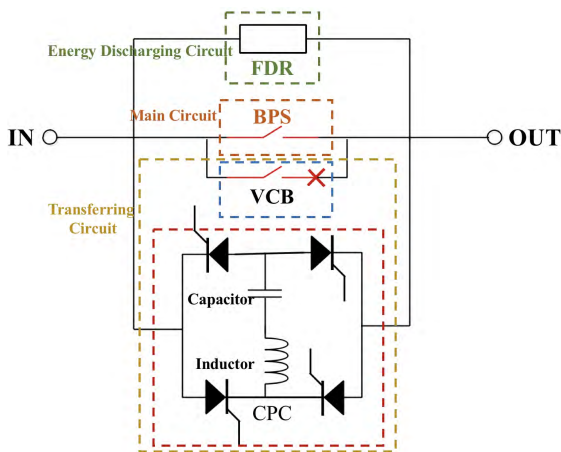 Energy Discharging Circuit
FDR
Main Circuit
BPS
IN
OUT
VCB
Transferring
Circuit
Capacitor
Inductor
CPC